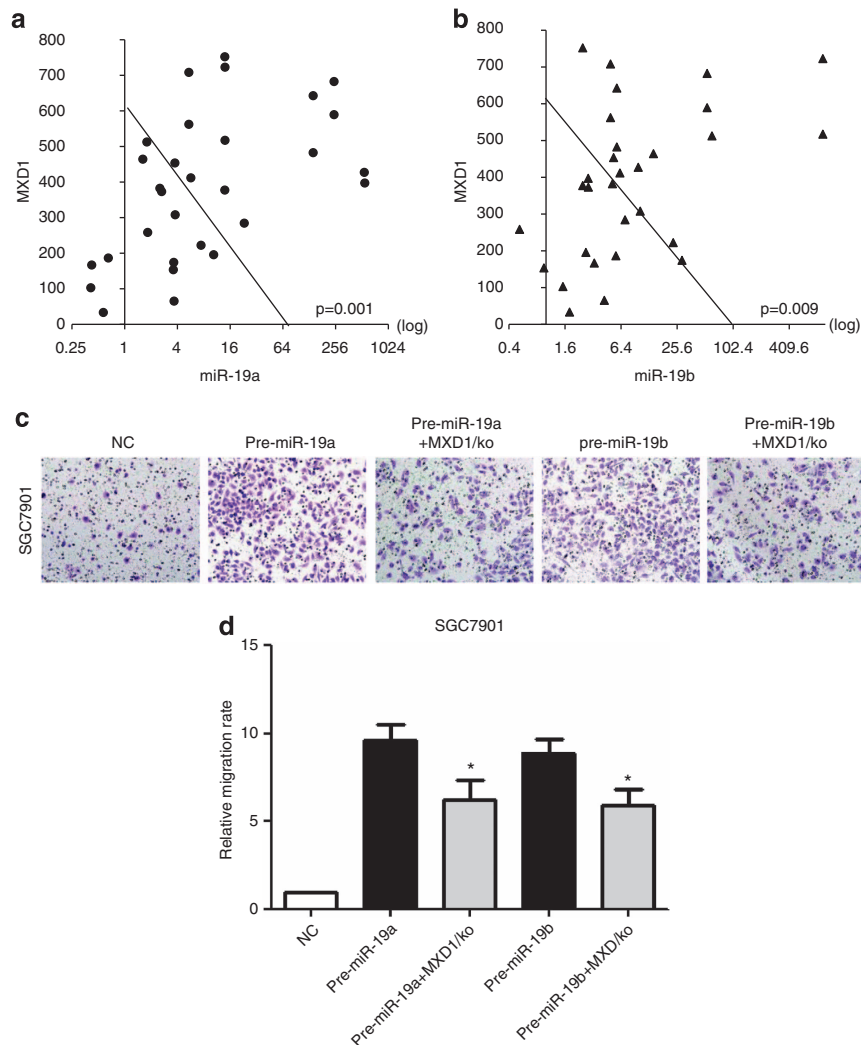 a
800
700
600
500
400
300
200
100
0
MXD1
p=0.001
(log)
0.25 1 4 16 64 256 1024
miR-19a
b
800
700
600
500
400
300
200
100
0
MXD1
p=0.009
(log)
0.4 1.6 6.4 25.6 102.4 409.6
miR-19b
c
NC
Pre-miR-19a
Pre-miR-19a
+MXD1/ko
pre-miR-19b
Pre-miR-19b
+MXD1/ko
SGC7901
d
SGC7901
15
10
5
0
Relative migration rate
*
*
NC
Pre-miR-19a
Pre-miR-19a+MXD1/ko
Pre-miR-19b
Pre-miR-19b+MXD/ko